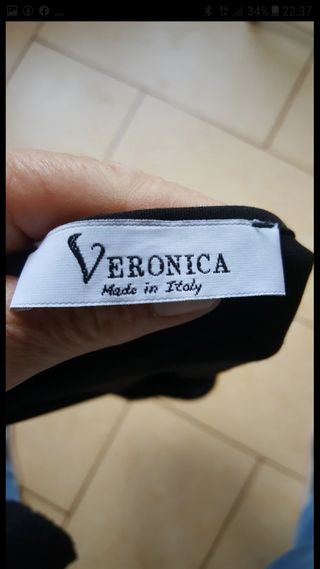 34% 22:37
VERONICA
Made in Italy